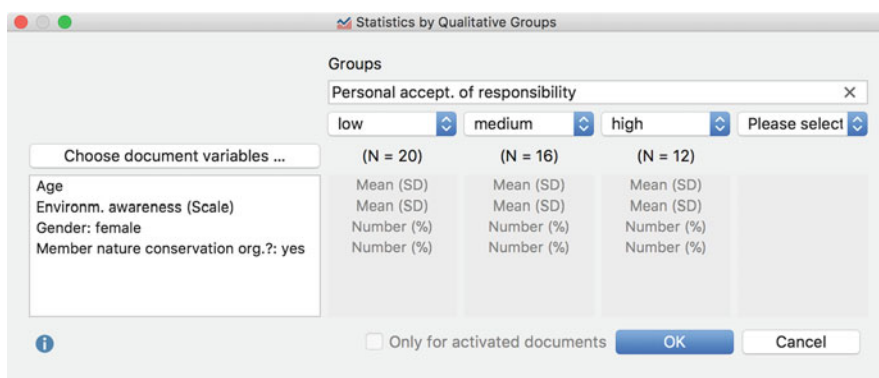 Statistics by Qualitative Groups
Groups
Personal accept. of responsibility
low medium high Please select
Choose document variables ... (N = 20) (N = 16) (N = 12)
Age Mean (SD) Mean (SD) Mean (SD)
Environm. awareness (Scale) Mean (SD) Mean (SD) Mean (SD)
Gender: female Number (%) Number (%) Number (%)
Member nature conservation org.?: yes Number (%) Number (%) Number (%)
Only for activated documents OK Cancel